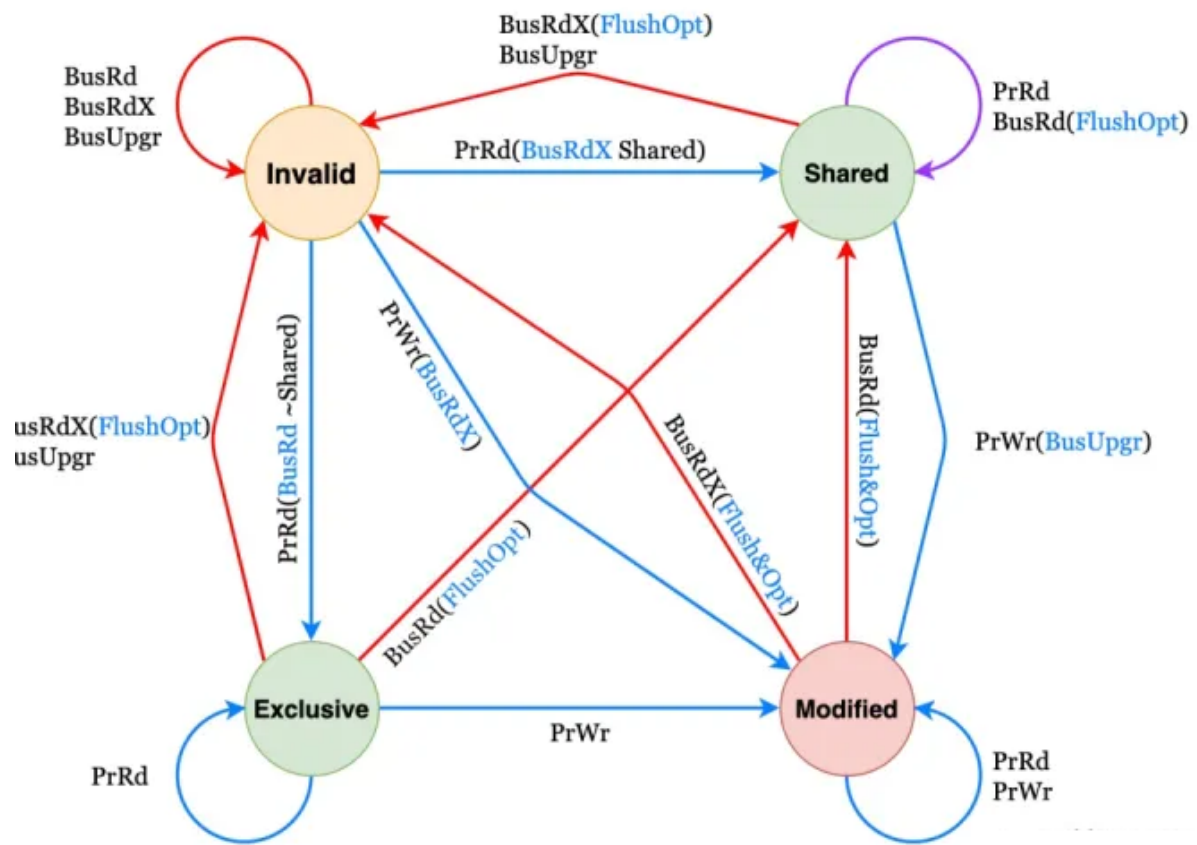 BusRdX(FlushOpt)
BusUpgr
BusRd
BusRdX
BusUpgr
PrRd
BusRd(FlushOpt)
PrRd(BusRdX Shared)
Invalid
Shared
PrRd(BusRd ~Shared)
PrWr(BusRdX)
BusRd(Flush&Opt)
usRdX(FlushOpt)
usUpgr
BusRdX(Flush&Opt)
PrWr(BusUpgr)
BusRd(FlushOpt)
Exclusive
PrWr
Modified
PrRd
PrRd
PrWr